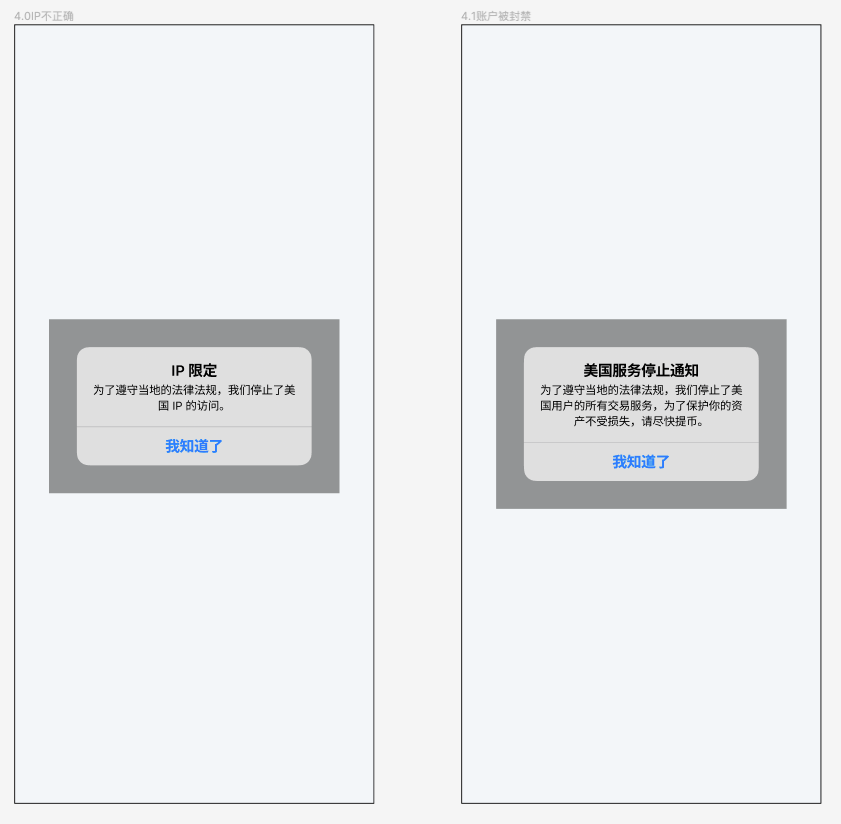 4.0IP不正确
IP 限定
为了遵守当地的法律法规，我们停止了美
国 IP 的访问。
我知道了
4.1账户被封禁
美国服务停止通知
为了遵守当地的法律法规，我们停止了美
国用户的所有交易服务，为了保护你的资
产不受损失，请尽快提币。
我知道了